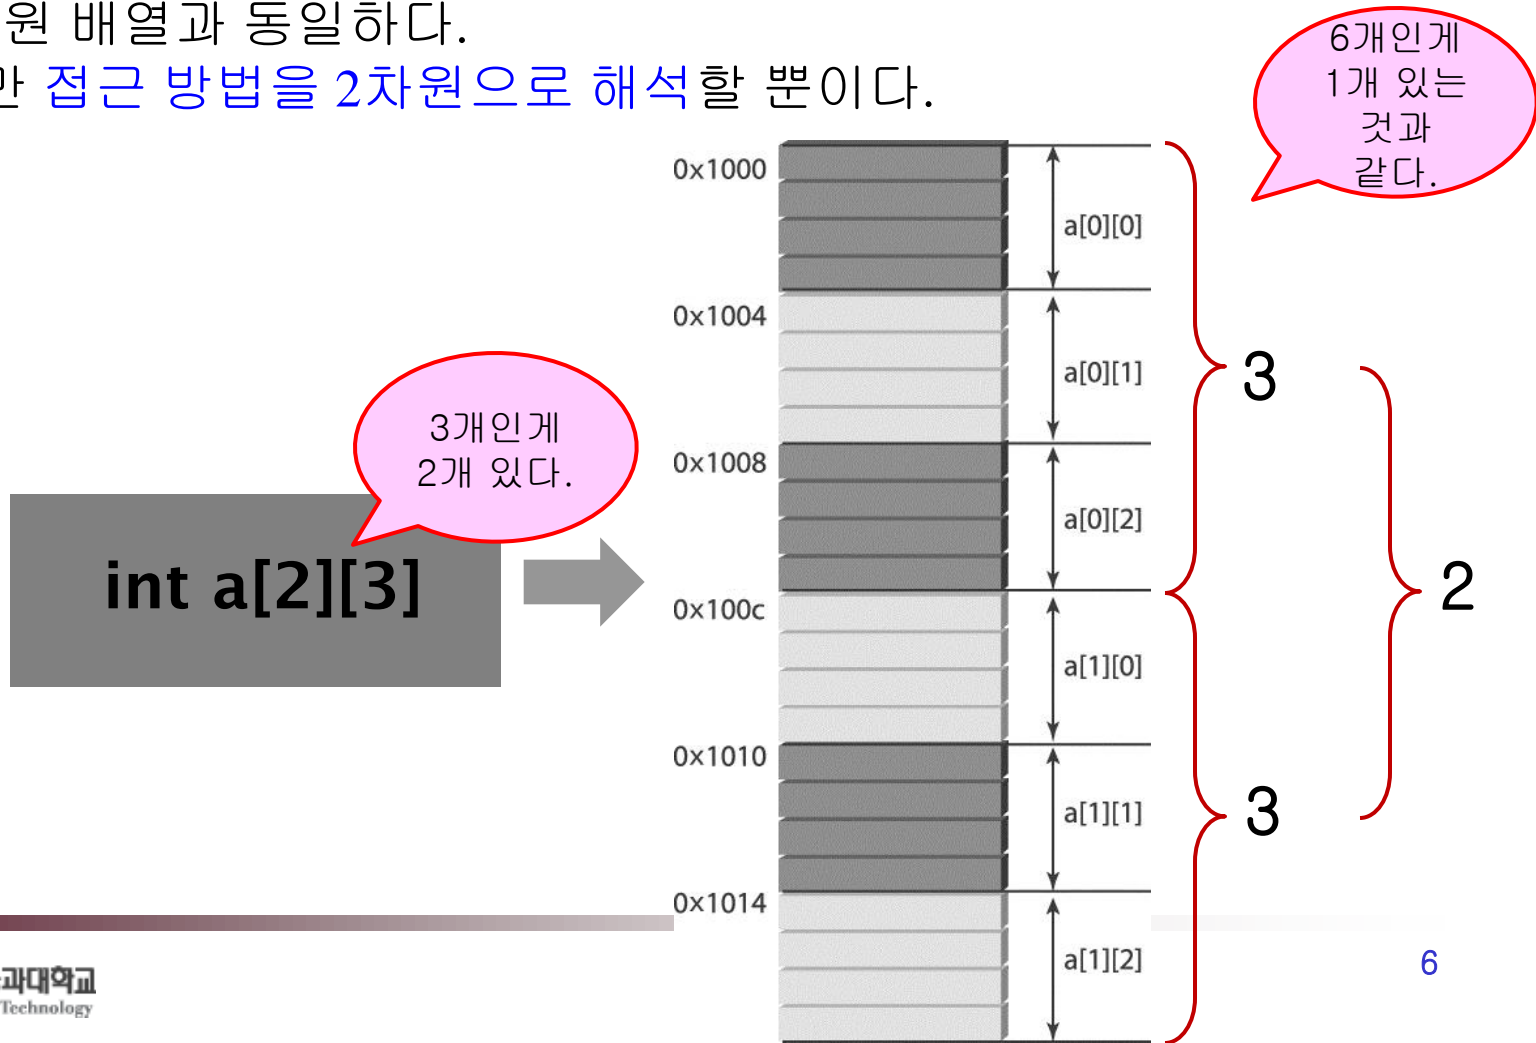 원 배열과 동일하다.
만 접근 방법을 2차원으로 해석할 뿐이다.
6개인게
1개 있는
것과
같다.
0x1000
a[0][0]
0x1004
a[0][1]
3
3개인게
2개 있다.
0x1008
a[0][2]
int a[2][3]
2
0x100c
a[1][0]
0x1010
a[1][1]
3
0x1014
a[1][2]
6
과대학교
Technology